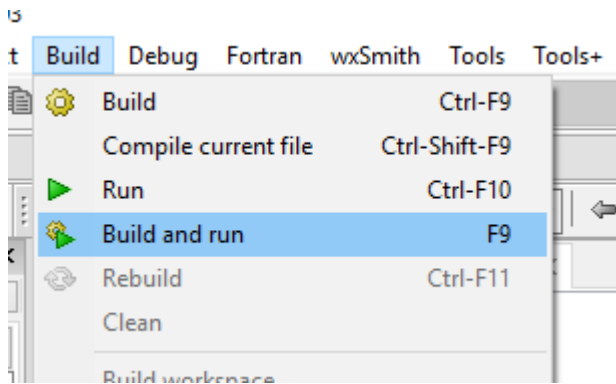 Build Debug Fortran wxSmith Tools Tools+
Build Ctrl-F9
Compile current file Ctrl-Shift-F9
Run Ctrl-F10
Build and run F9
Rebuild Ctrl-F11
Clean
Build workspace